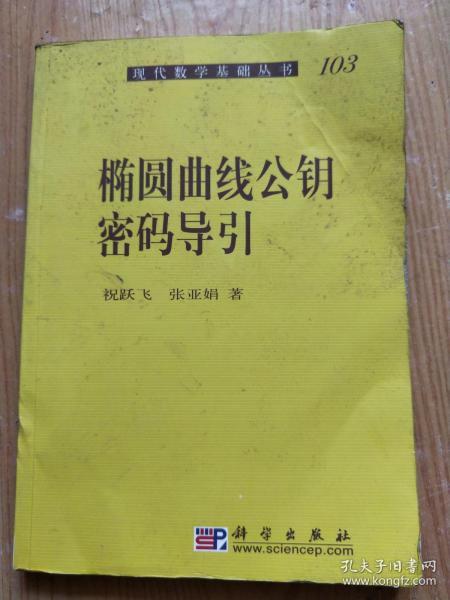 现代数学基础丛书 103
椭圆曲线公钥
密码导引
祝跃飞 张亚娟 著
SP 科学出版社
www.sciencep.com
孔夫子旧书网
www.kongfz.com